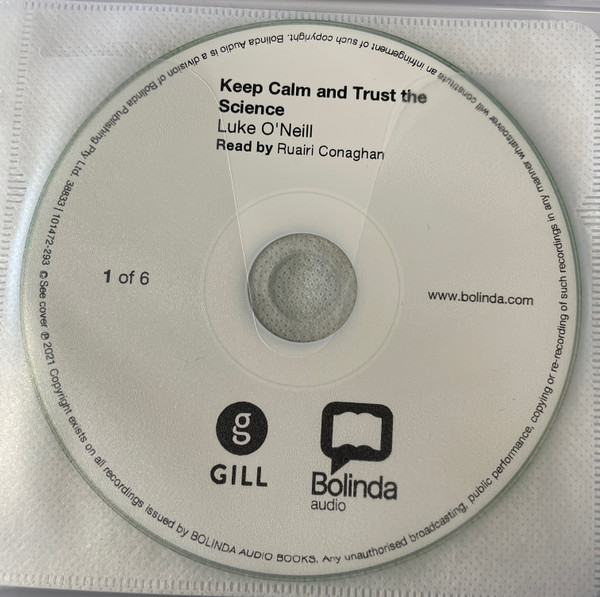 Keep Calm and Trust the
Science
Luke O'Neill
Read by Ruairi Conaghan
1 of 6
www.bolinda.com
g
GILL
Bolinda
audio
38833 | 101472-293 ©See cover ℗ 2021 Copyright exists on all recordings issued by BOLINDA AUDIO BOOKS. Any unauthorised broadcasting, public performance, copying or re-recording of such recordings in any manner whatsoever will constitute an infringement of such copyright. Bolinda Audio is a division of Bolinda Publishing Pty Ltd.